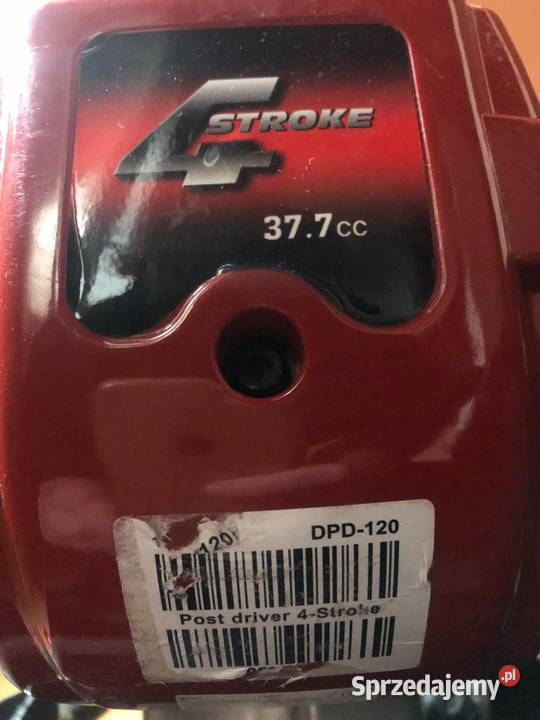 4 STROKE
37.7cc
DPD-120
120
Post driver 4-Stroke
Sprzedajemy.pl